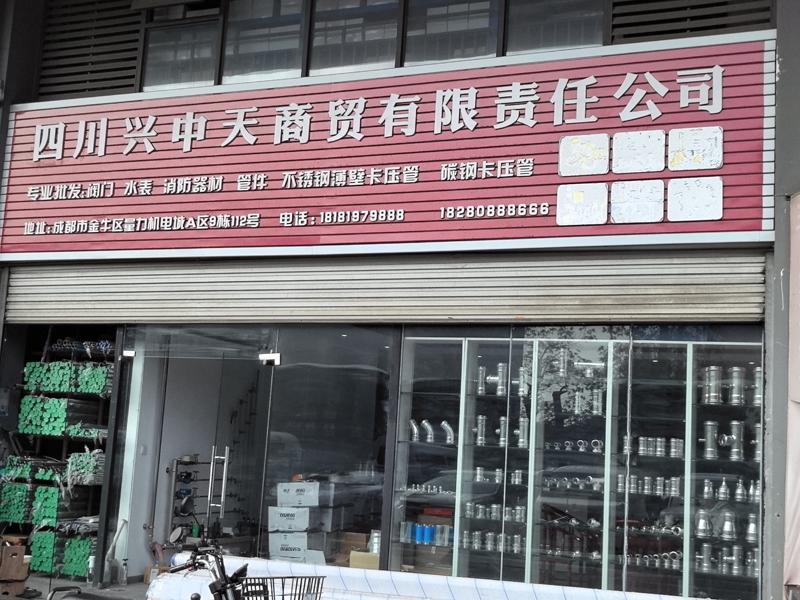 四川兴中天商贸有限责任公司
专业批发:阀门 水表 消防器材 管件 不锈钢薄壁卡压管 碳钢卡压管
地址:成都市金牛区量力机电城A区9栋112号 电话:18181979888 18280888666